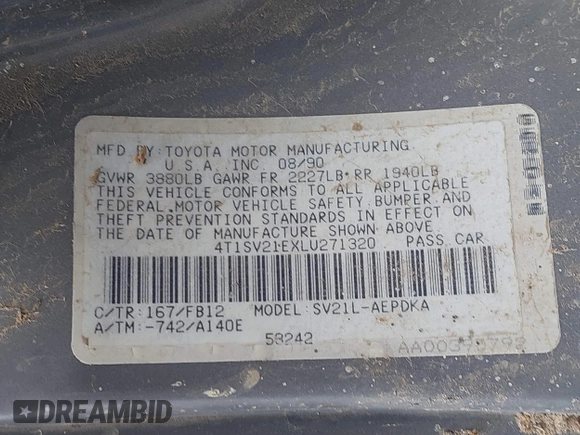 MFD BY:TOYOTA MOTOR MANUFACTURING
U.S.A. INC. 08/90
GVWR 3880LB GAWR FR 2227LB RR 1940LB
THIS VEHICLE CONFORMS TO ALL APPLICABLE
FEDERAL MOTOR VEHICLE SAFETY BUMPER AND
THEFT PREVENTION STANDARDS IN EFFECT ON
THE DATE OF MANUFACTURE SHOWN ABOVE
4T1SV21EXLU271320 PASS CAR
C/TR:167/FB12 MODEL:SV21L-AEPDKA
A/TM:-742/A140E
58242
DREAMBID